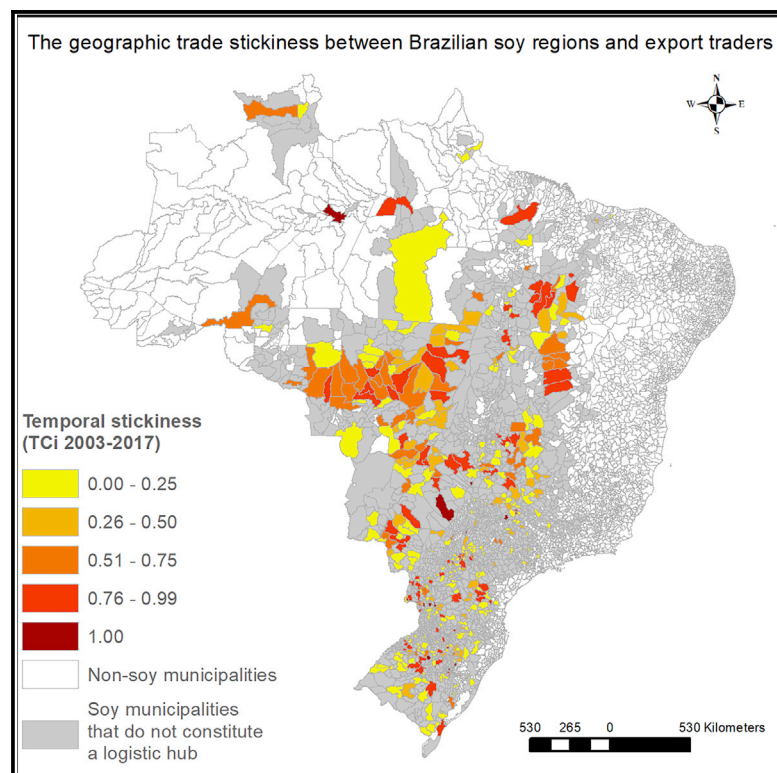 The geographic trade stickiness between Brazilian soy regions and export traders
N
W E
S
Temporal stickiness
(TCi 2003-2017)
0.00 - 0.25
0.26 - 0.50
0.51 - 0.75
0.76 - 0.99
1.00
Non-soy municipalities
Soy municipalities
that do not constitute
a logistic hub
530 265 0 530 Kilometers